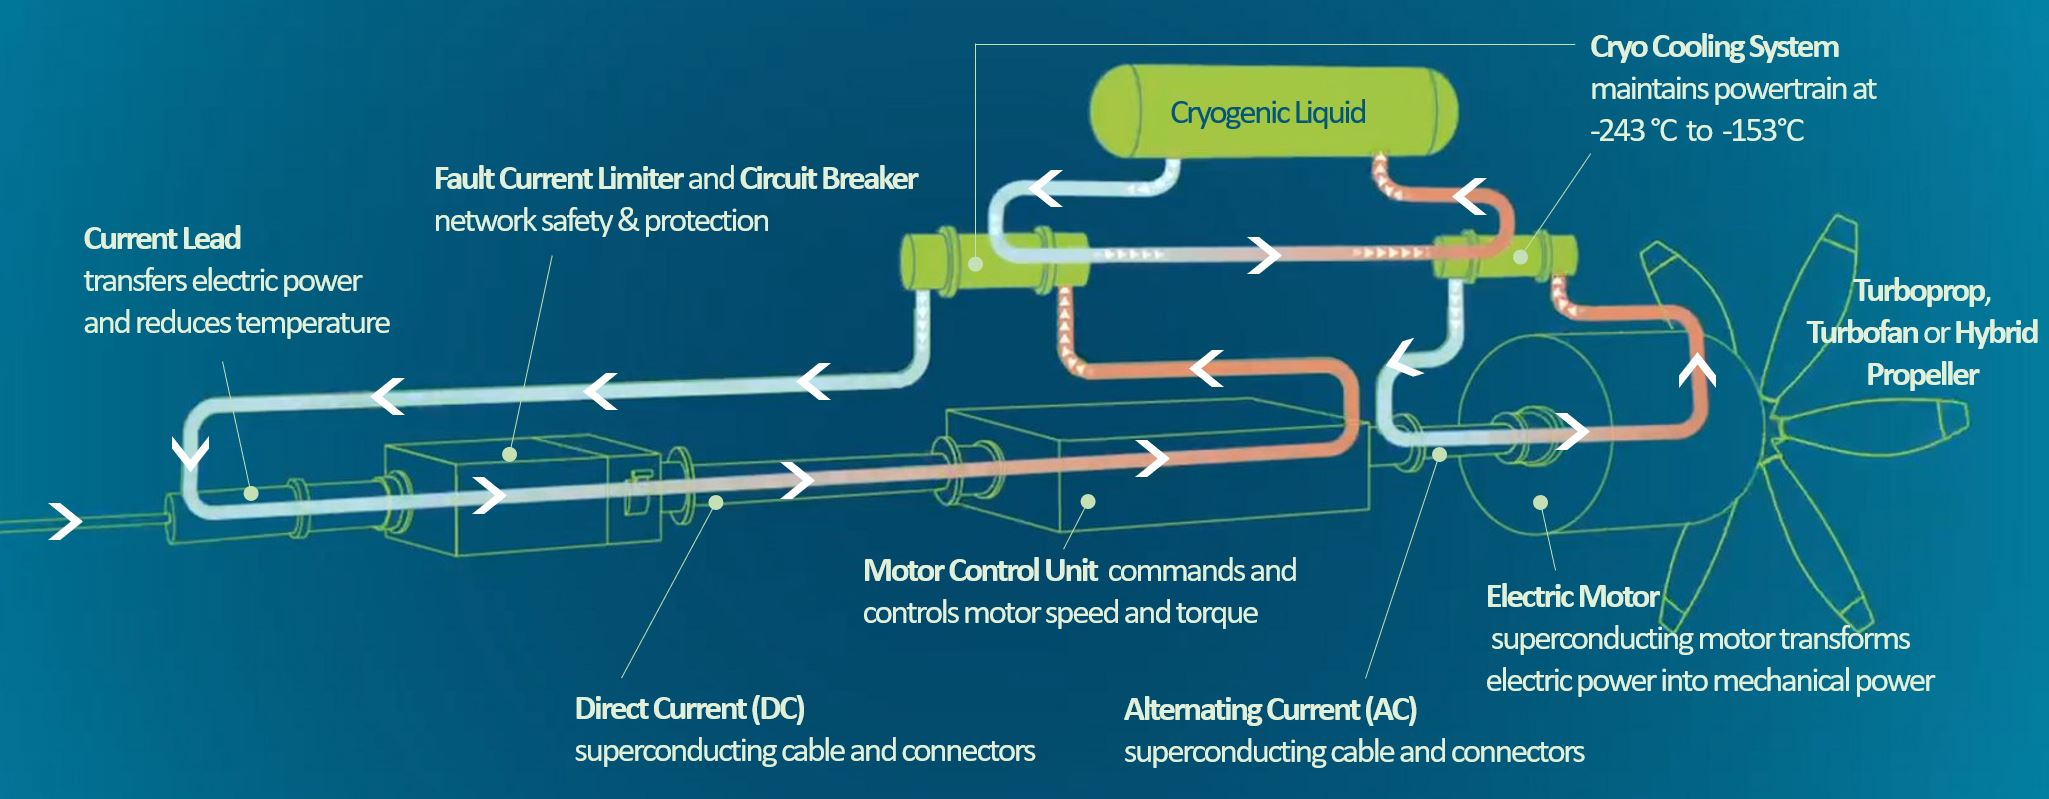 Cryo Cooling System
maintains powertrain at
-243 °C to -153°C
Cryogenic Liquid
Fault Current Limiter and Circuit Breaker
network safety & protection
Current Lead
transfers electric power
and reduces temperature
Turboprop,
Turbofan or Hybrid
Propeller
Motor Control Unit commands and
controls motor speed and torque
Electric Motor
superconducting motor transforms
electric power into mechanical power
Direct Current (DC)
superconducting cable and connectors
Alternating Current (AC)
superconducting cable and connectors